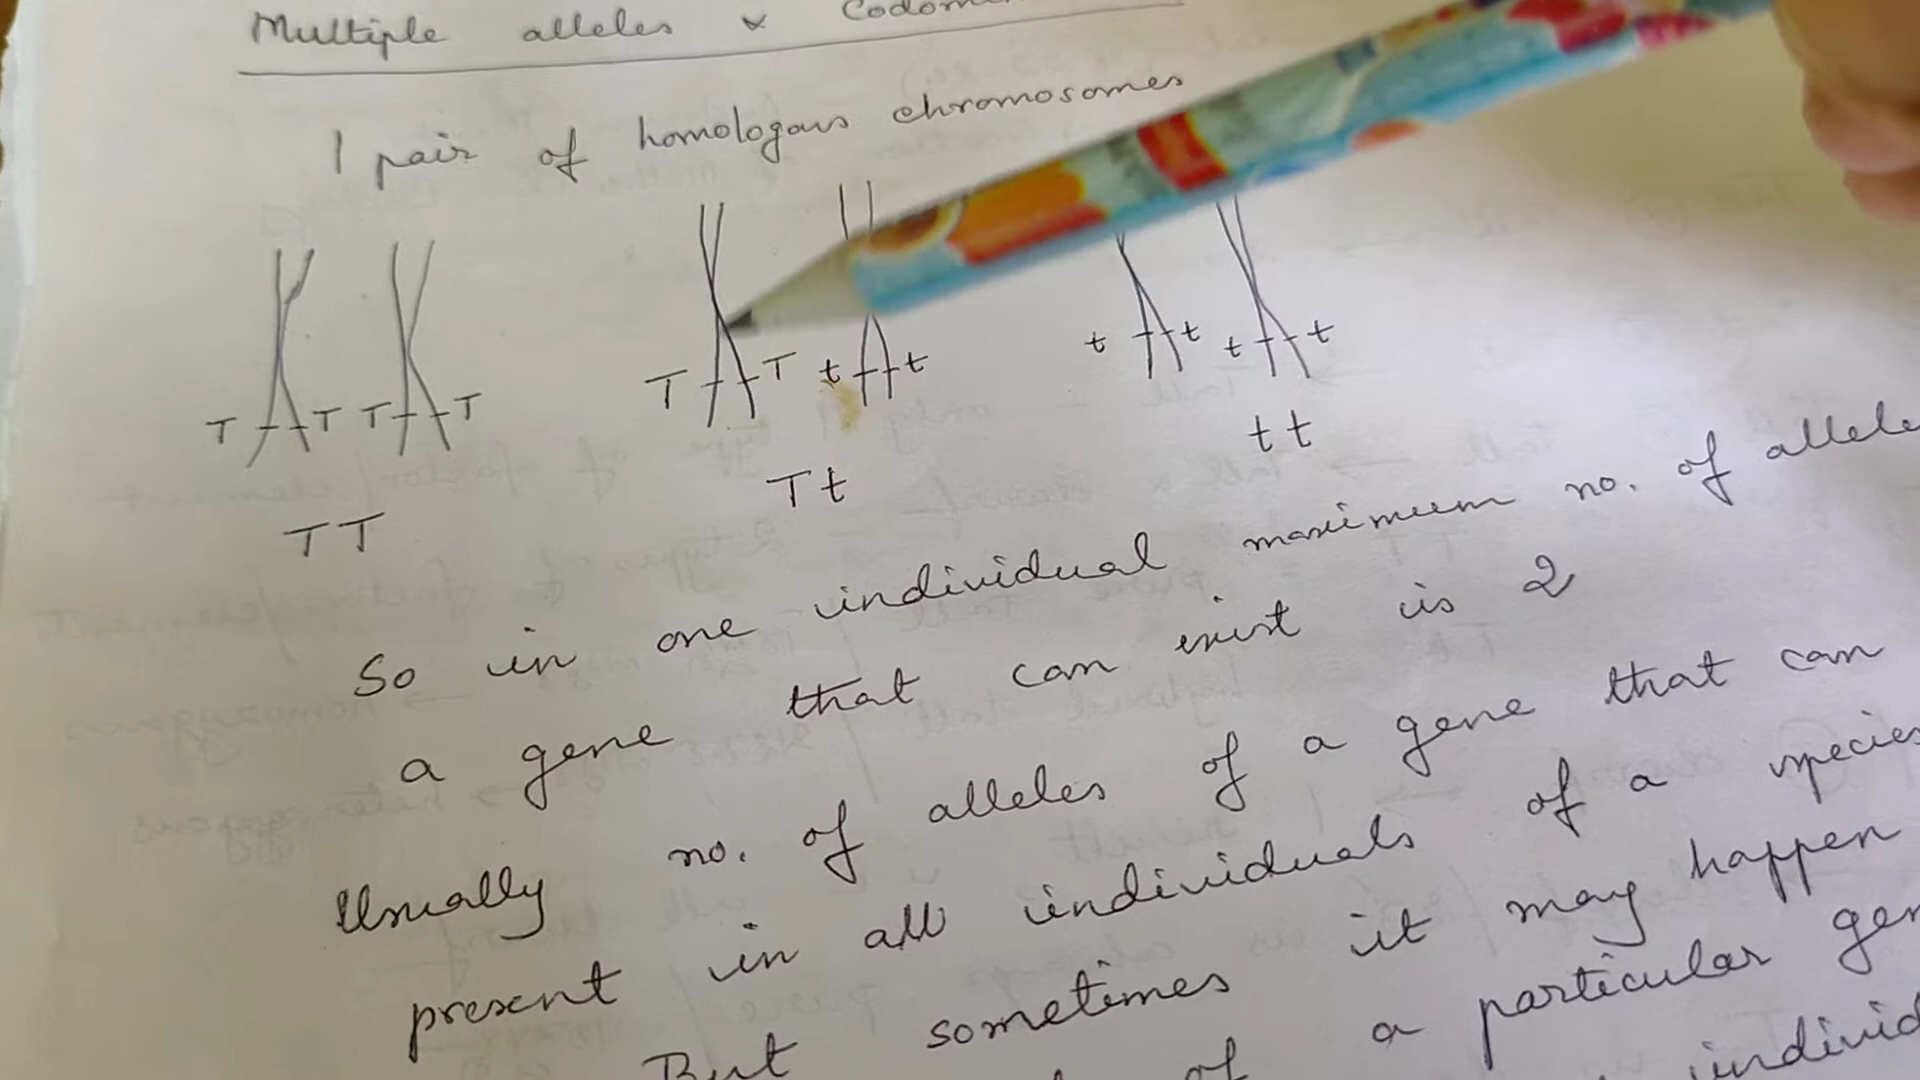 Multiple alleles &
1 pair of homologous chromosomes
T T T T T T t t t t t t
TT Tt tt
So in one individual maximum no. of allele
a gene that can exist is 2
Usually no. of alleles of a gene that can
present in all individuals of a species
But sometimes it may happen
of a particular